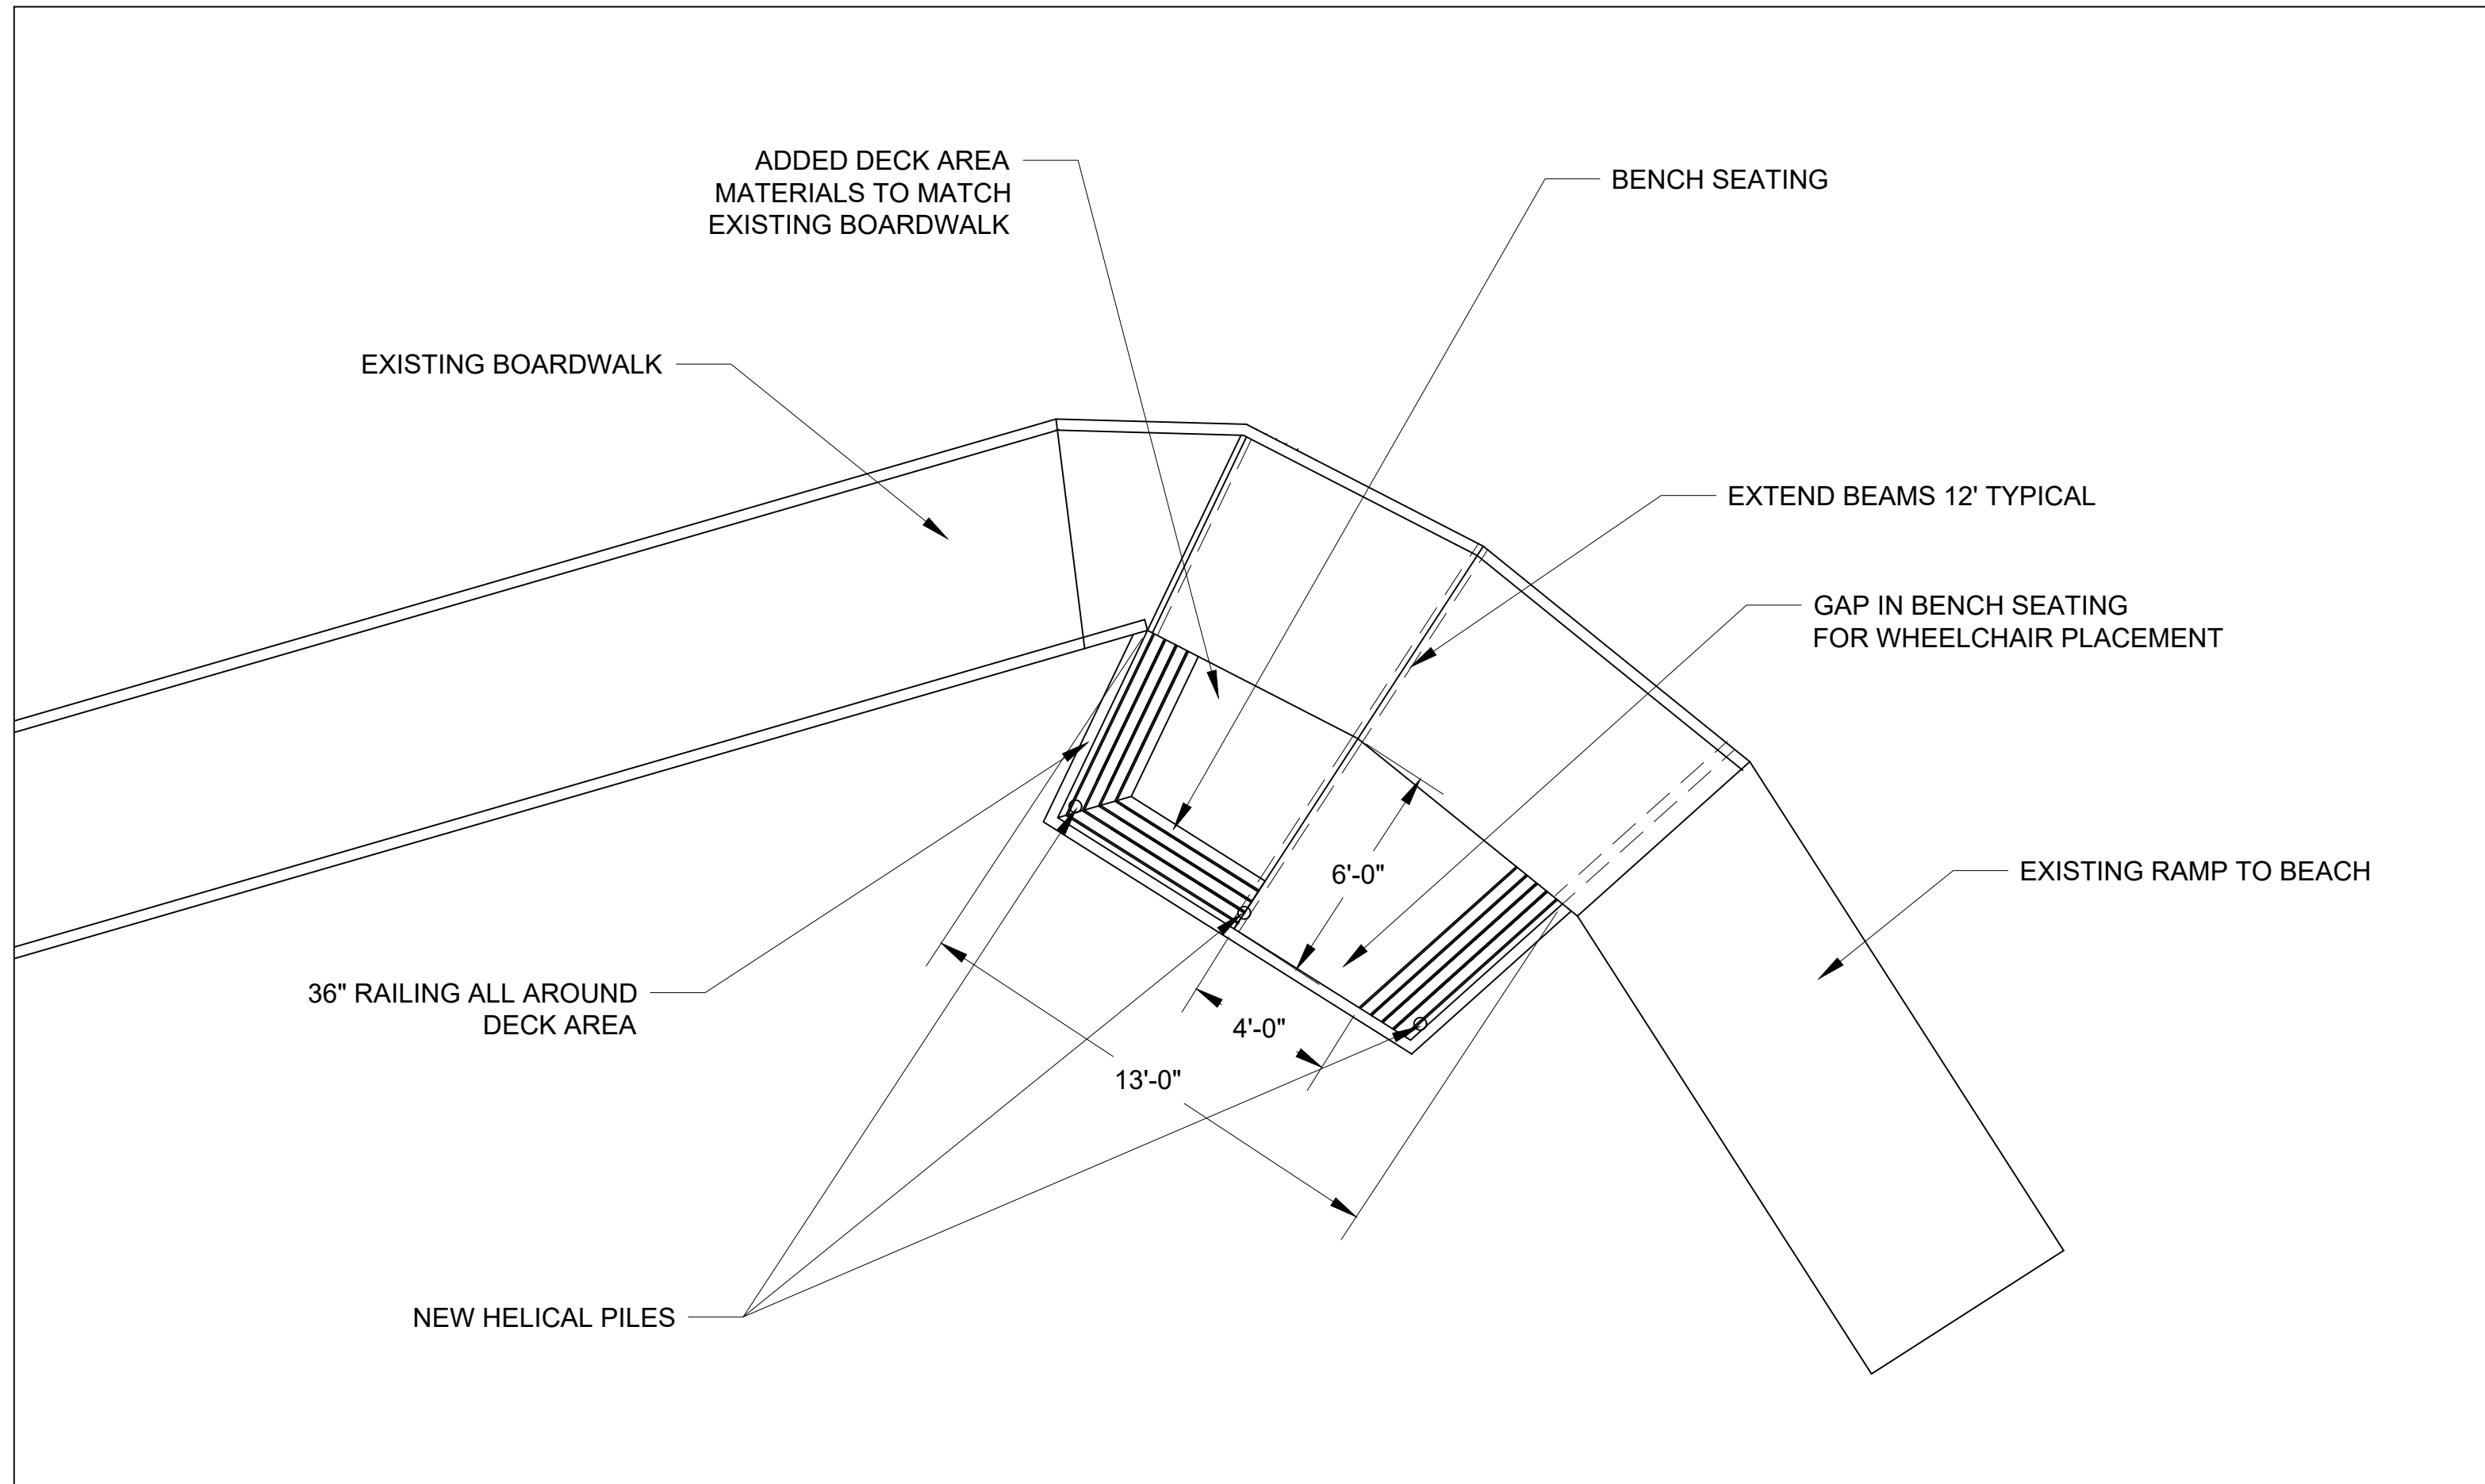 ADDED DECK AREA
MATERIALS TO MATCH
EXISTING BOARDWALK
BENCH SEATING
EXISTING BOARDWALK
EXTEND BEAMS 12' TYPICAL
GAP IN BENCH SEATING
FOR WHEELCHAIR PLACEMENT
6'-0"
EXISTING RAMP TO BEACH
36" RAILING ALL AROUND
DECK AREA
4'-0"
13'-0"
NEW HELICAL PILES